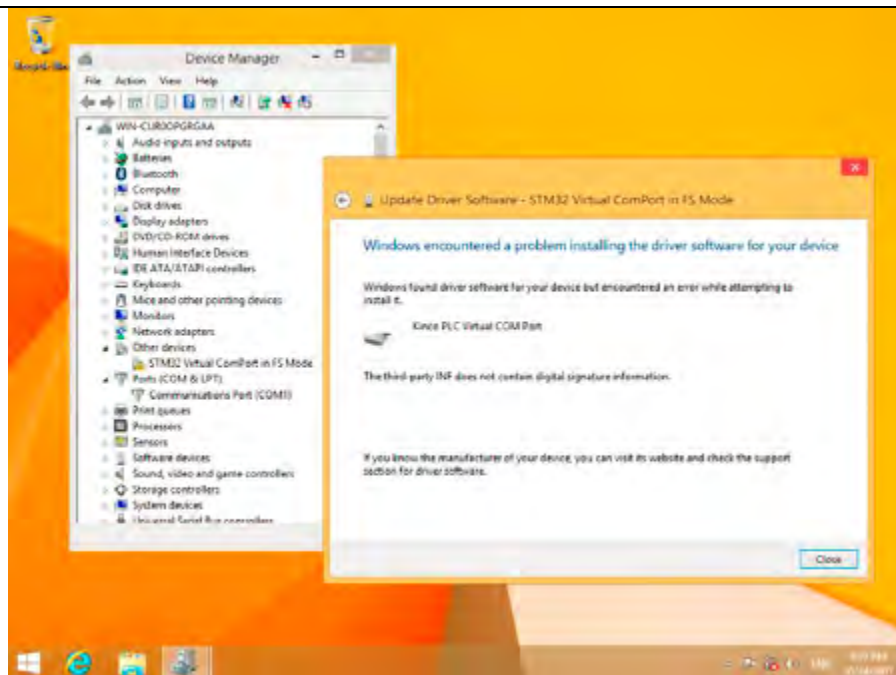 Device Manager
File Action View Help
Audio inputs and outputs
Batteries
Bluetooth
Computer
Disk drives
Display adapters
DVD/CD-ROM drives
Human Interface Devices
IDE ATA/ATAPI controllers
Keyboards
Mice and other pointing devices
Monitors
Network adapters
Other devices
STM32 Virtual ComPort in FS Mode
Ports (COM & LPT)
Communications Port (COM1)
Print queues
Processors
Sensors
Software devices
Sound, video and game controllers
Storage controllers
System devices
Universal Serial Bus controllers
Update Driver Software - STM32 Virtual ComPort in FS Mode
Windows encountered a problem installing the driver software for your device
Windows found driver software for your device but encountered an error while attempting to
install it.
Kinco PLC Virtual COM Port
The third-party INF does not contain digital signature information.
If you know the manufacturer of your device, you can visit its website and check the support
section for driver software.
Close